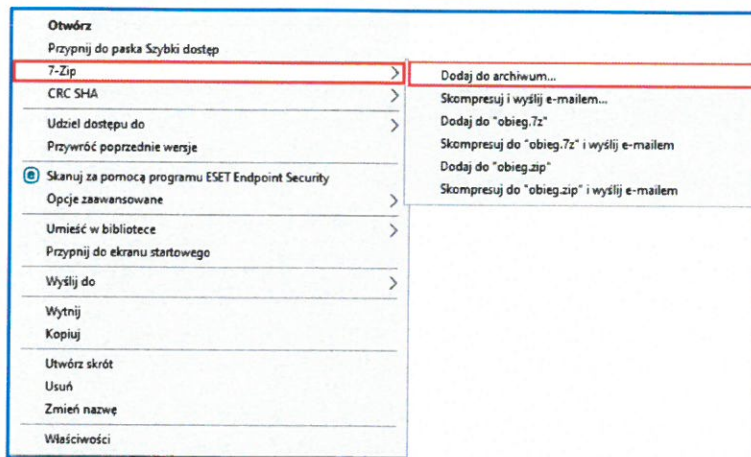 Otwórz
Przypnij do paska Szybki dostęp
7-Zip
CRC SHA
Udziel dostępu do
Przywróć poprzednie wersje
Skanuj za pomocą programu ESET Endpoint Security
Opcje zaawansowane
Umieść w bibliotece
Przypnij do ekranu startowego
Wyślij do
Wytnij
Kopiuj
Utwórz skrót
Usuń
Zmień nazwę
Właściwości
Dodaj do archiwum...
Skompresuj i wyślij e-mailem...
Dodaj do "obieg.7z"
Skompresuj do "obieg.7z" i wyślij e-mailem
Dodaj do "obieg.zip"
Skompresuj do "obieg.zip" i wyślij e-mailem